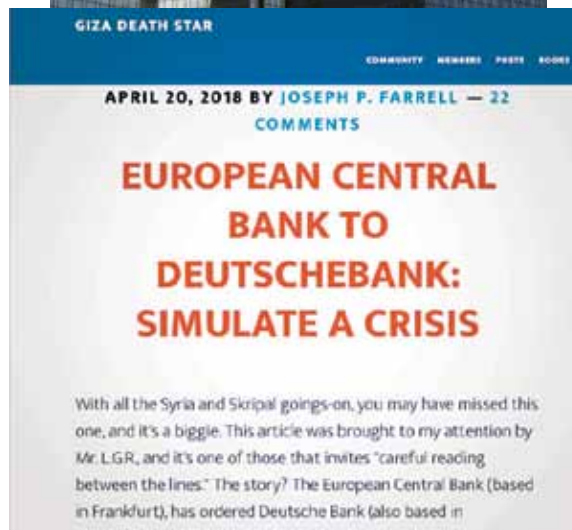 GIZA DEATH STAR
COMMUNITY MEMBERS POSTS BOOKS
APRIL 20, 2018 BY JOSEPH P. FARRELL — 22
COMMENTS
EUROPEAN CENTRAL
BANK TO
DEUTSCHEBANK:
SIMULATE A CRISIS
With all the Syria and Skripal goings-on, you may have missed this
one, and it's a biggie. This article was brought to my attention by
Mr. L.G.R, and it's one of those that invites "careful reading
between the lines." The story? The European Central Bank (based
in Frankfurt), has ordered Deutsche Bank (also based in